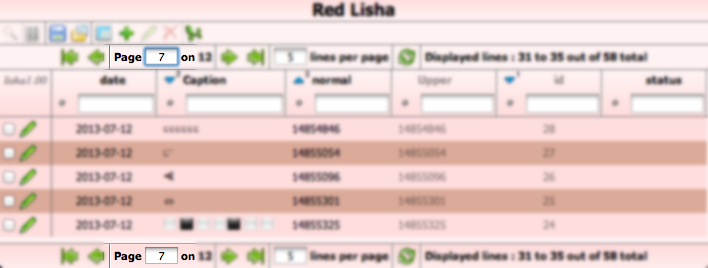 Red Lisha
Page 7 on 12 5 lines per page Displayed lines : 31 to 35 out of 58 total
date Caption normal Upper id status
2013-07-12 14854846 14854846 28
2013-07-12 14855054 14855054 27
2013-07-12 14855096 14855096 26
2013-07-12 14855301 14855301 25
2013-07-12 14855325 14855325 24
Page 7 on 12 5 lines per page Displayed lines : 31 to 35 out of 58 total